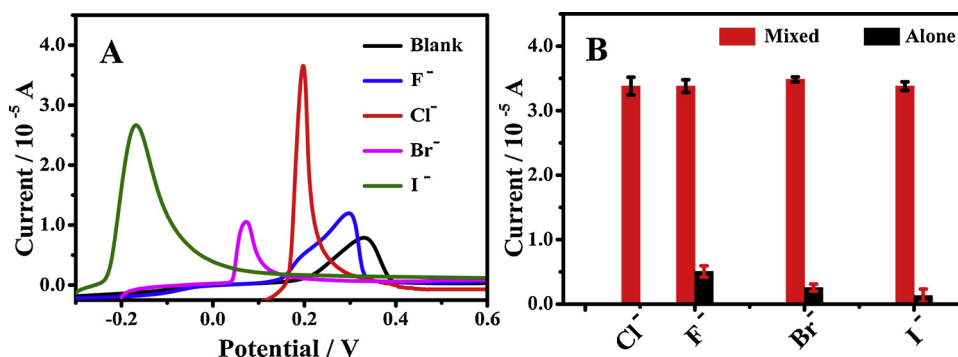 A
Current / 10 -5 A
4.0
3.0
2.0
1.0
0.0
-0.2
0.0
0.2
0.4
0.6
Potential / V
Blank
F-
Cl-
Br-
I-
B
Current / 10 -5 A
4.0
3.0
2.0
1.0
0.0
Cl-
F-
Br-
I-
Mixed
Alone